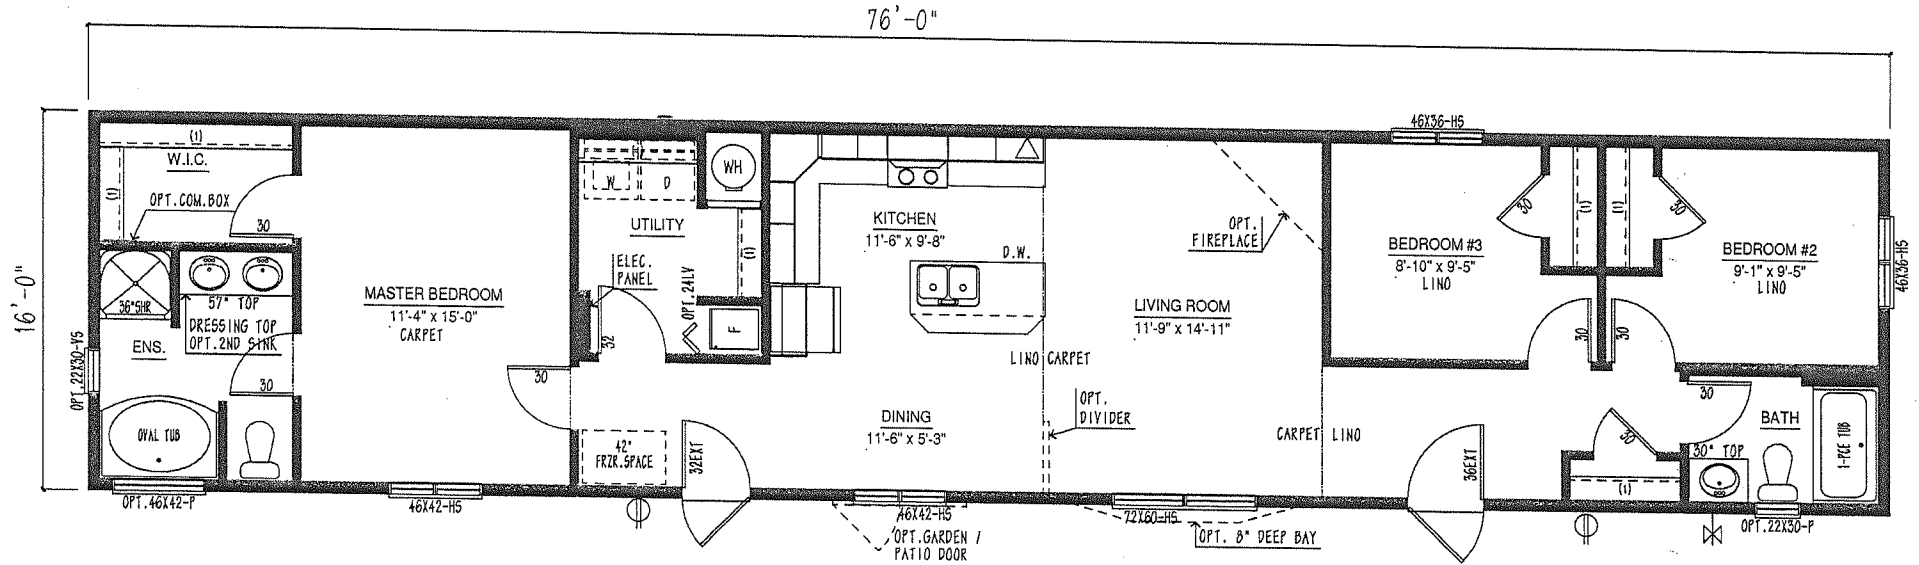 76'-0"
16'-0"
(1)
W.I.C.
(1)
OPT.COM.BOX
30
36"SHR
57" TOP
DRESSING TOP
OPT.2ND SINK
ENS.
30
OPT.22X30-VS
OVAL TUB
OPT.46X42-P
MASTER BEDROOM
11'-4" x 15'-0"
CARPET
46X42-HS
30
W
D
WH
UTILITY
(1)
ELEC.
PANEL
OPT.24LV
32
F
42"
FRZR.SPACE
32EXT
KITCHEN
11'-6" x 9'-8"
D.W.
LINO
CARPET
DINING
11'-6" x 5'-3"
46X42-HS
OPT.GARDEN /
PATIO DOOR
OPT.
DIVIDER
OPT.
FIREPLACE
LIVING ROOM
11'-9" x 14'-11"
72X60-HS
OPT. 8" DEEP BAY
CARPET
LINO
36EXT
46X36-HS
BEDROOM #3
8'-10" x 9'-5"
LINO
30
(1)
(1)
30
BEDROOM #2
9'-1" x 9'-5"
LINO
46X36-HS
30
30
30
BATH
30
(1)
30" TOP
1-PCE TUB
OPT.22X30-P